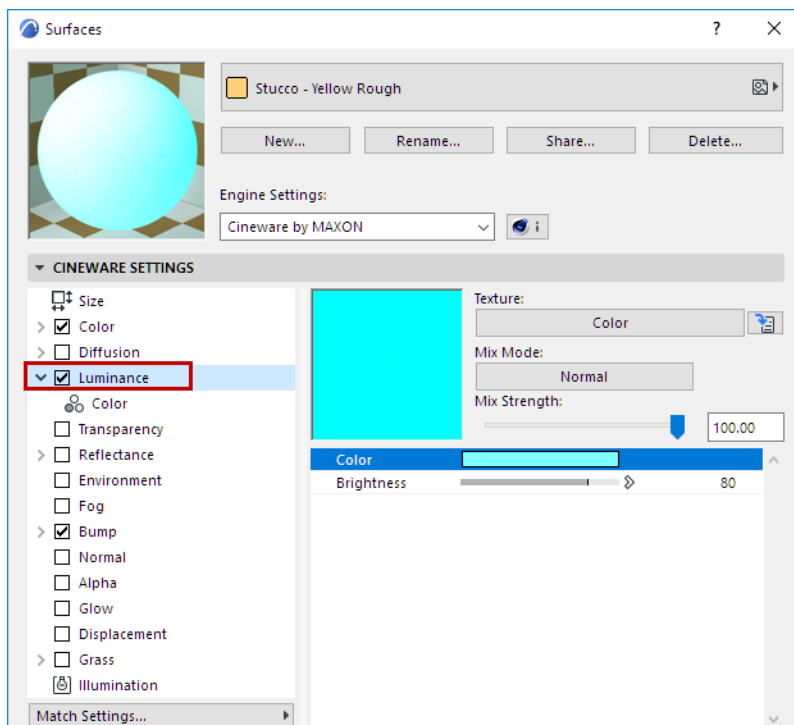 Surfaces
?
Stucco - Yellow Rough
New...
Rename...
Share...
Delete...
Engine Settings:
Cineware by MAXON
i
CINEWARE SETTINGS
Size
Color
Diffusion
Luminance
Color
Transparency
Reflectance
Environment
Fog
Bump
Normal
Alpha
Glow
Displacement
Grass
Illumination
Match Settings...
Texture:
Color
Mix Mode:
Normal
Mix Strength:
100.00
Color
Brightness 80